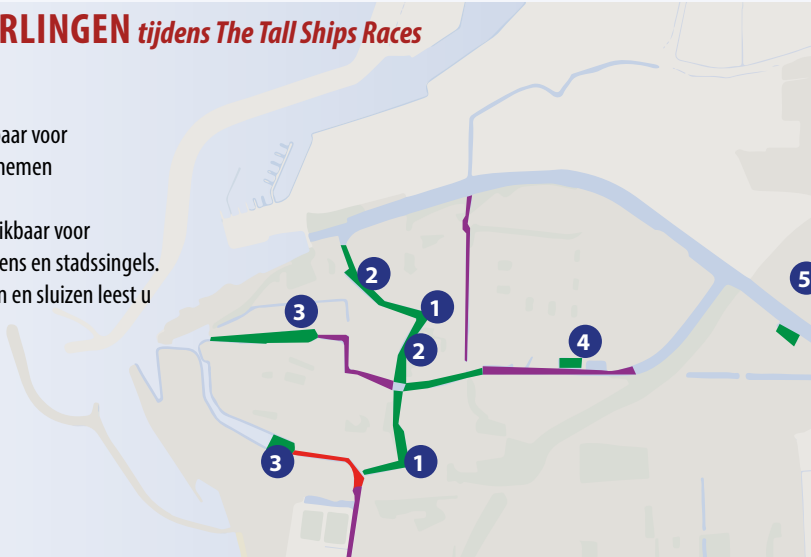 RLINGEN tijdens The Tall Ships Races
aar voor
nemen
ikbaar voor
ens en stadssingels.
n en sluizen leest u
2
1
3
2
4
5
3
1